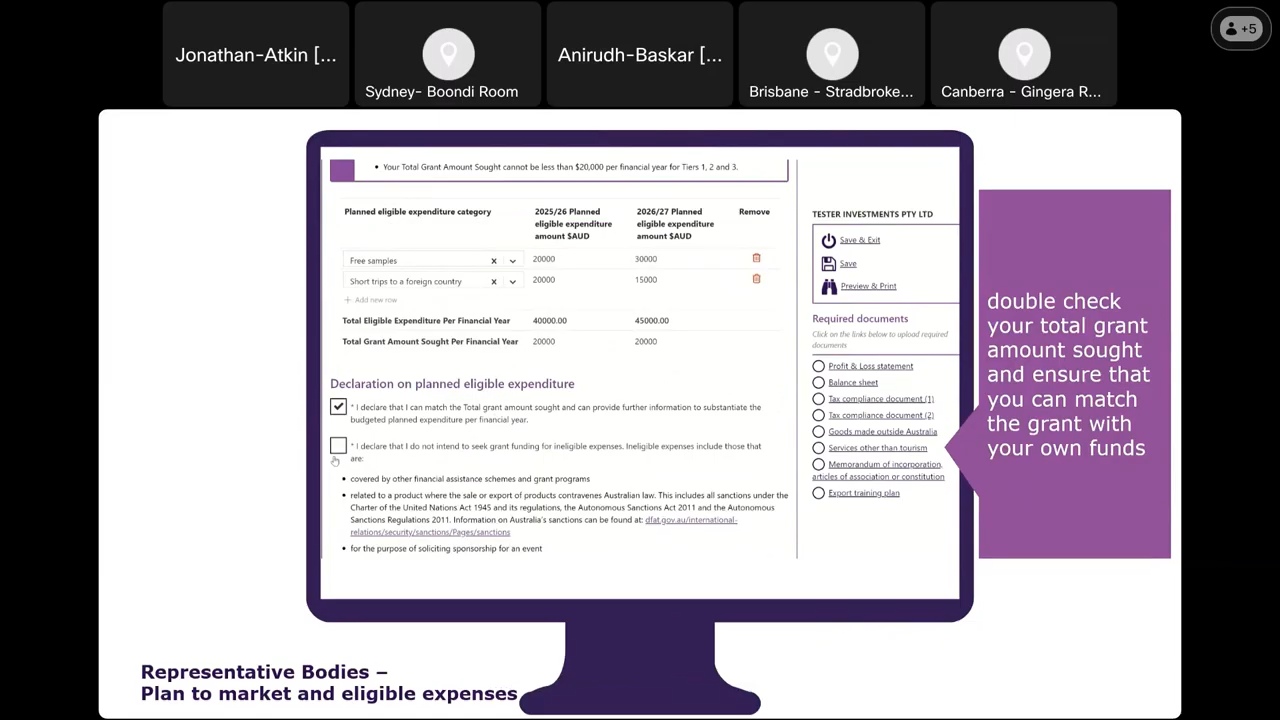 Jonathan-Atkin [...
Sydney- Boondi Room
Anirudh-Baskar [...
Brisbane - Stradbroke...
Canberra - Gingera R...
+5
• Your Total Grant Amount Sought cannot be less than $20,000 per financial year for Tiers 1, 2 and 3.
Planned eligible expenditure category
2025/26 Planned
eligible expenditure
amount $AUD
2026/27 Planned
eligible expenditure
amount $AUD
Remove
Free samples
20000
30000
Short trips to a foreign country
20000
15000
+ Add new row
Total Eligible Expenditure Per Financial Year
40000.00
45000.00
Total Grant Amount Sought Per Financial Year
20000
20000
Declaration on planned eligible expenditure
* I declare that I can match the Total grant amount sought and can provide further information to substantiate the
budgeted planned expenditure per financial year.
* I declare that I do not intend to seek grant funding for ineligible expenses. Ineligible expenses include those that
are:
• covered by other financial assistance schemes and grant programs
• related to a product where the sale or export of products contravenes Australian law. This includes all sanctions under the
Charter of the United Nations Act 1945 and its regulations, the Autonomous Sanctions Act 2011 and the Autonomous
Sanctions Regulations 2011. Information on Australia's sanctions can be found at: dfat.gov.au/international-
relations/security/sanctions/Pages/sanctions
• for the purpose of soliciting sponsorship for an event
TESTER INVESTMENTS PTY LTD
Save & Exit
Save
Preview & Print
Required documents
Click on the links below to upload required
documents
Profit & Loss statement
Balance sheet
Tax compliance document (1)
Tax compliance document (2)
Goods made outside Australia
Services other than tourism
Memorandum of incorporation,
articles of association or constitution
Export training plan
double check
your total grant
amount sought
and ensure that
you can match
the grant with
your own funds
Representative Bodies –
Plan to market and eligible expenses